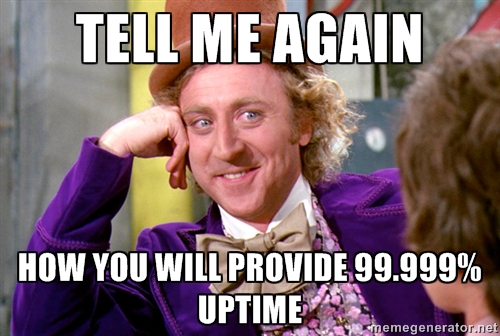 TELL ME AGAIN
HOW YOU WILL PROVIDE 99.999%
UPTIME
memegenerator.net